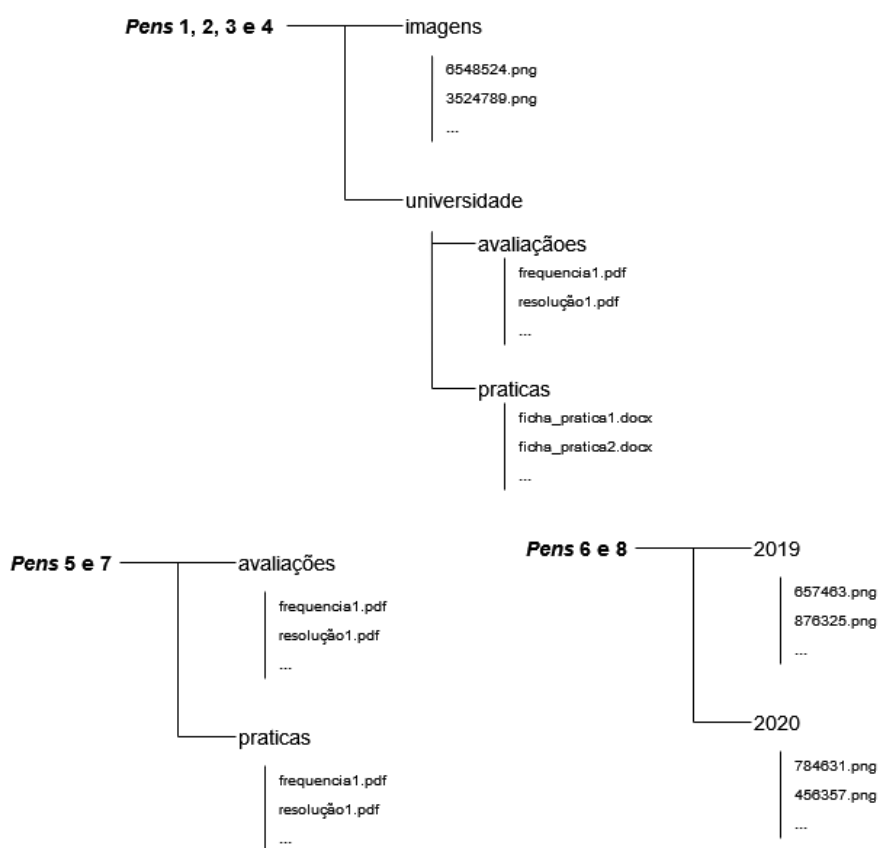 Pens 1, 2, 3 e 4
imagens
6548524.png
3524789.png
...
universidade
avaliaçãoes
frequencia1.pdf
resolução1.pdf
...
praticas
ficha_pratica1.docx
ficha_pratica2.docx
...
Pens 5 e 7
avaliações
frequencia1.pdf
resolução1.pdf
...
praticas
frequencia1.pdf
resolução1.pdf
...
Pens 6 e 8
2019
657463.png
876325.png
...
2020
784631.png
456357.png
...